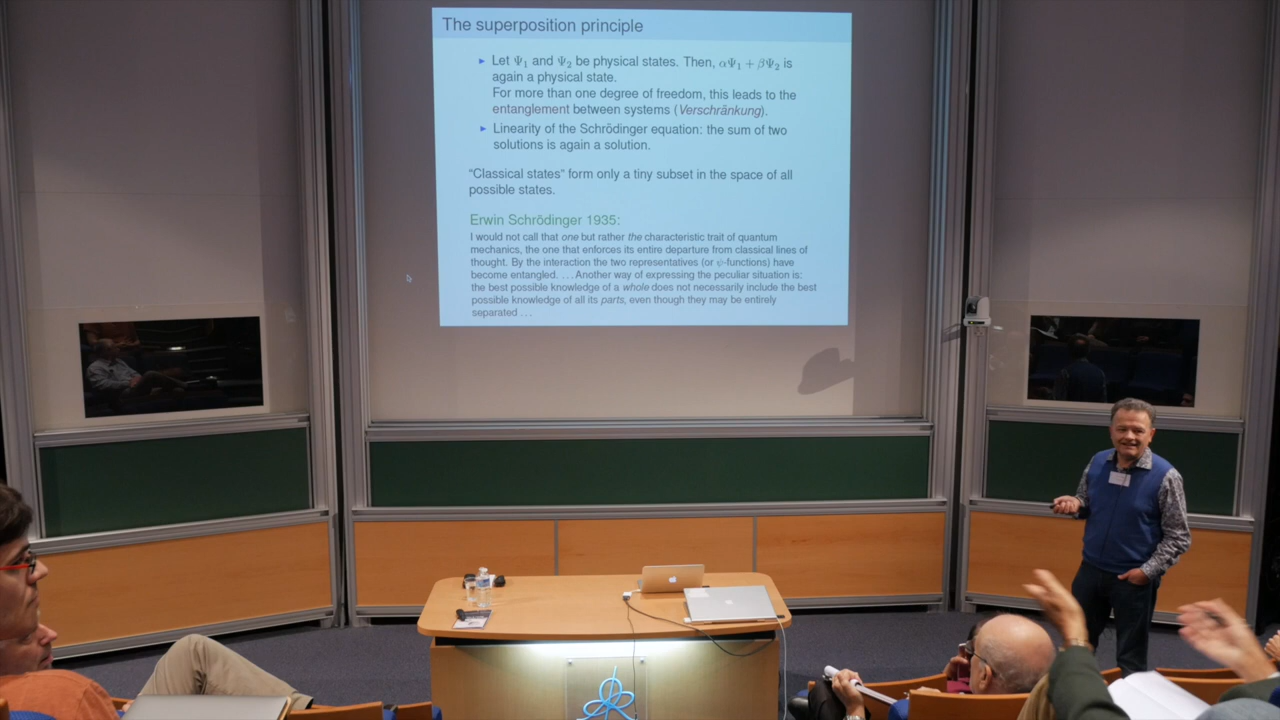 The superposition principle
▸ Let Ψ₁ and Ψ₂ be physical states. Then, αΨ₁ + βΨ₂ is
again a physical state.
For more than one degree of freedom, this leads to the
entanglement between systems (Verschränkung).
▸ Linearity of the Schrödinger equation: the sum of two
solutions is again a solution.
"Classical states" form only a tiny subset in the space of all
possible states.
Erwin Schrödinger 1935:
I would not call that one but rather the characteristic trait of quantum
mechanics, the one that enforces its entire departure from classical lines of
thought. By the interaction the two representatives (or ψ-functions) have
become entangled. ... Another way of expressing the peculiar situation is:
the best possible knowledge of a whole does not necessarily include the best
possible knowledge of all its parts, even though they may be entirely
separated ...